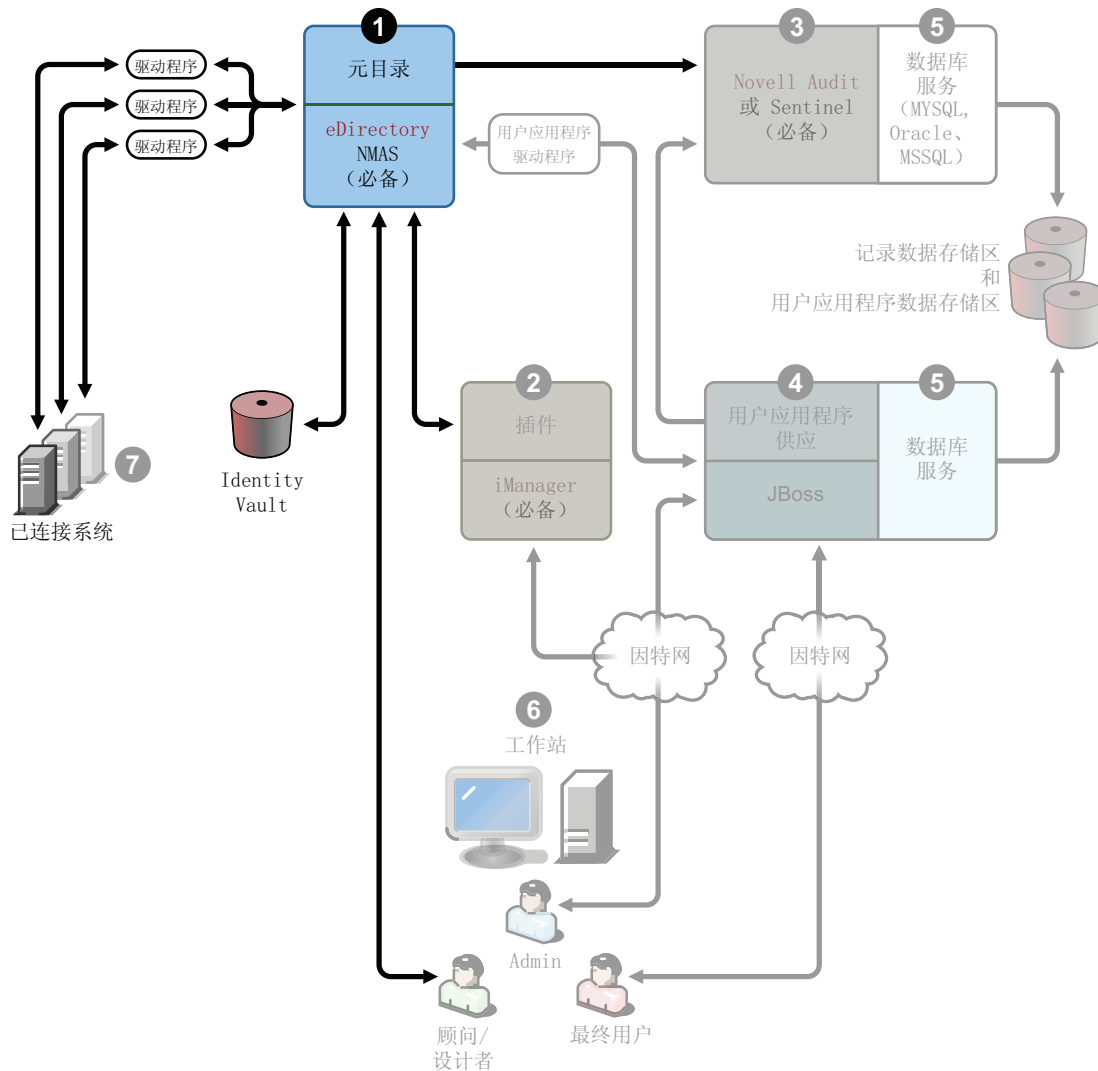 1
元目录
eDirectory
NMAS
(必备)
驱动程序
驱动程序
驱动程序
用户应用程序
驱动程序
3
Novell Audit
或 Sentinel
(必备)
5
数据库
服务
(MYSQL,
Oracle、
MSSQL)
记录数据存储区
和
用户应用程序数据存储区
2
插件
iManager
(必备)
4
用户应用程序
供应
JBoss
5
数据库
服务
7
已连接系统
Identity
Vault
因特网
因特网
6
工作站
Admin
顾问/
设计者
最终用户